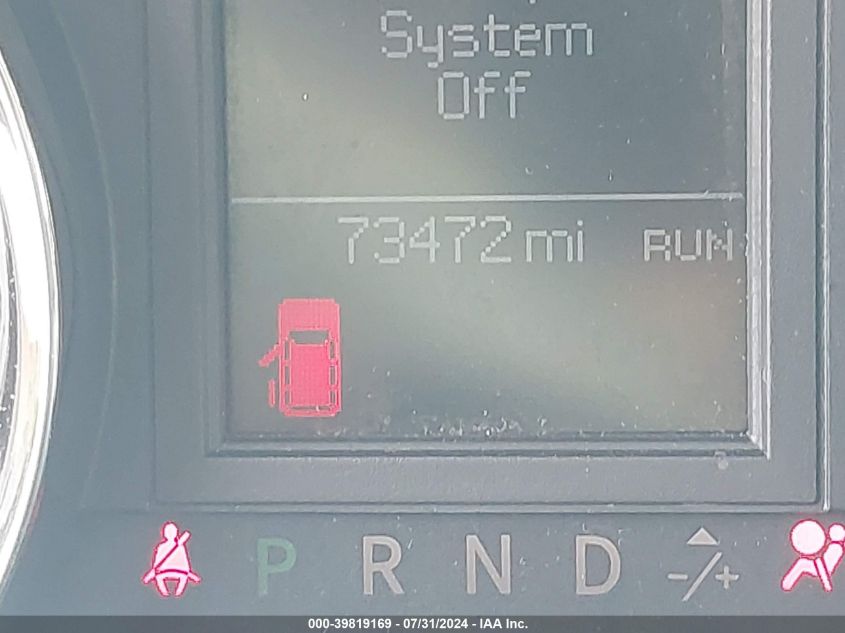 System
Off
73472 mi RUN
P R N D -/+
000-39819169 - 07/31/2024 - IAA Inc.